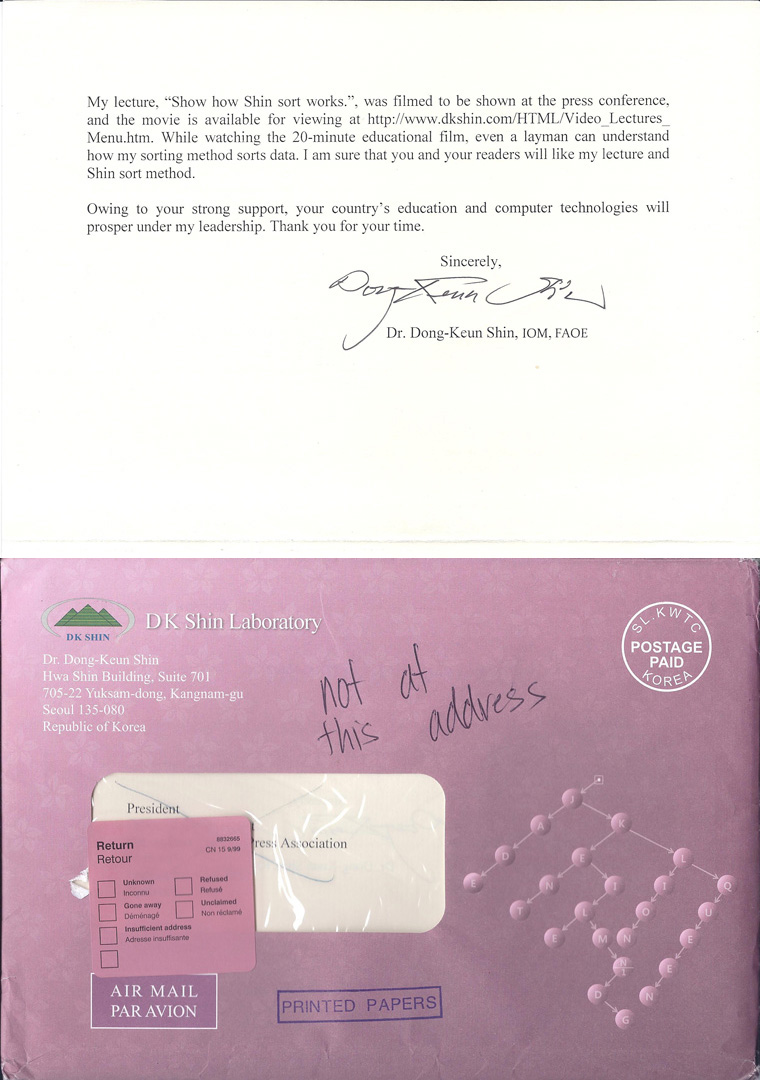 My lecture, “Show how Shin sort works.”, was filmed to be shown at the press conference,
and the movie is available for viewing at http://www.dkshin.com/HTML/Video_Lectures_
Menu.htm. While watching the 20-minute educational film, even a layman can understand
how my sorting method sorts data. I am sure that you and your readers will like my lecture and
Shin sort method.
Owing to your strong support, your country’s education and computer technologies will
prosper under my leadership. Thank you for your time.
Sincerely,
Dong Keun Shin
Dr. Dong-Keun Shin, IOM, FAOE
DK SHIN
DK Shin Laboratory
Dr. Dong-Keun Shin
Hwa Shin Building, Suite 701
705-22 Yuksam-dong, Kangnam-gu
Seoul 135-080
Republic of Korea
SL.KWTC
POSTAGE
PAID
KOREA
not at
this address
President
Press Association
Return
Retour
8832665
CN 15 9/99
Unknown
Inconnu
Refused
Refusé
Gone away
Déménagé
Unclaimed
Non réclamé
Insufficient address
Adresse insuffisante
AIR MAIL
PAR AVION
PRINTED PAPERS
J
A
K
D
E
L
E
N
I
I
Q
T
L
O
U
E
M
N
E
N
E
D
N
G